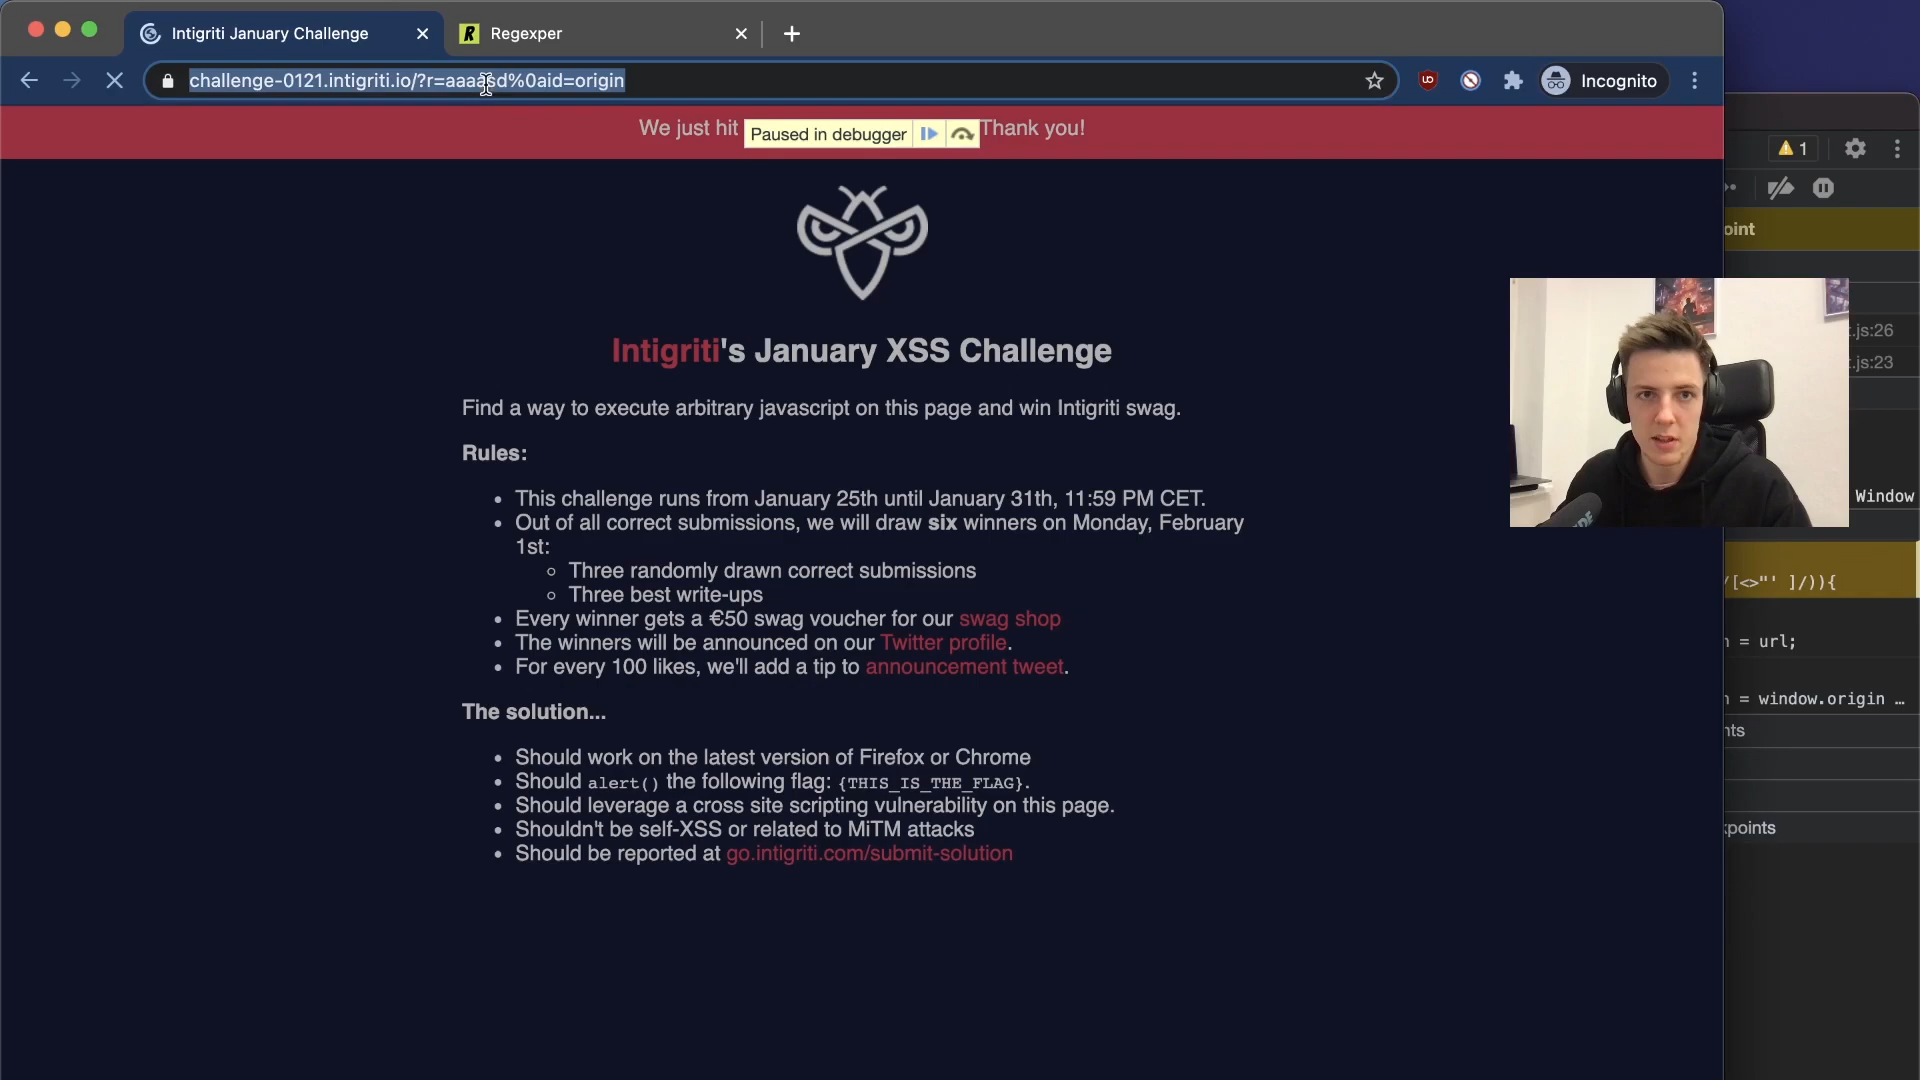 Intigriti January Challenge
Regexper
challenge-0121.intigriti.io/?r=aaaasd%0aid=origin
Incognito
We just hit
Paused in debugger
Thank you!
1
oint
Intigriti's January XSS Challenge
.js:26
.js:23
Find a way to execute arbitrary javascript on this page and win Intigriti swag.
Rules:
• This challenge runs from January 25th until January 31th, 11:59 PM CET.
Window
• Out of all correct submissions, we will draw six winners on Monday, February
1st:
◦ Three randomly drawn correct submissions
/[<>"' ]/)){
◦ Three best write-ups
• Every winner gets a €50 swag voucher for our swag shop
• The winners will be announced on our Twitter profile.
= url;
• For every 100 likes, we'll add a tip to announcement tweet.
= window.origin …
The solution...
nts
• Should work on the latest version of Firefox or Chrome
• Should alert() the following flag: {THIS_IS_THE_FLAG}.
• Should leverage a cross site scripting vulnerability on this page.
• Shouldn't be self-XSS or related to MiTM attacks
kpoints
• Should be reported at go.intigriti.com/submit-solution